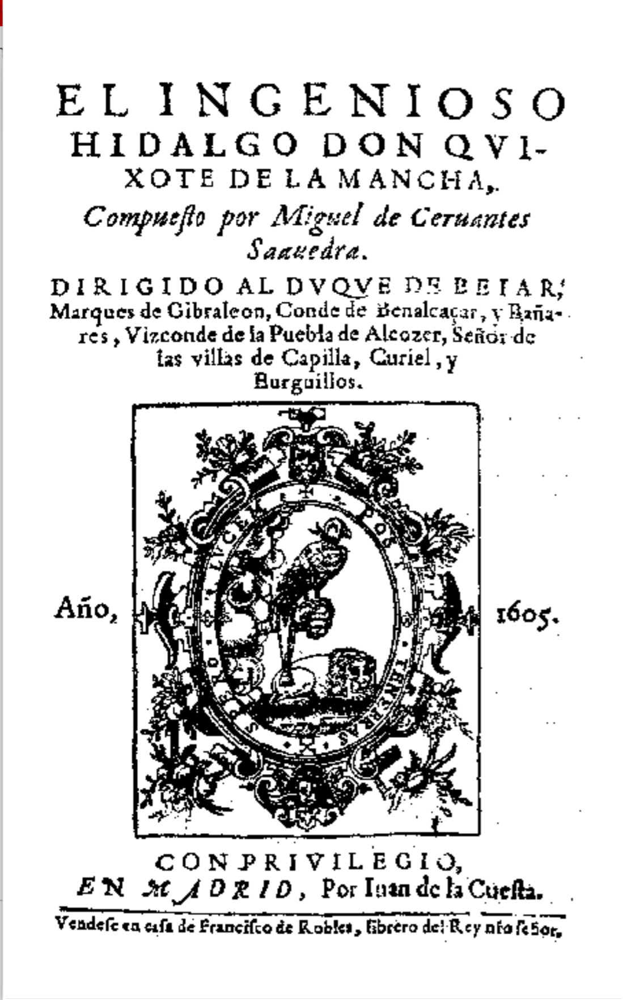 EL INGENIOSO
HIDALGO DON QVI-
XOTE DE LA MANCHA,.
Compuesto por Miguel de Ceruantes
Saauedra.
DIRIGIDO AL DVQVE DE BEIAR,
Marques de Gibraleon, Conde de Benalcaçar, y Baña-
res, Vizconde de la Puebla de Alcozer, Señor de
las villas de Capilla, Curiel, y
Burguillos.
POST
TENEBRAS
LVCE
Año,
1605.
CON PRIVILEGIO,
EN MADRID, Por Iuan de la Cueſta.
Vendeſe en caſa de Franciſco de Robles, librero del Rey nro ſeñor.